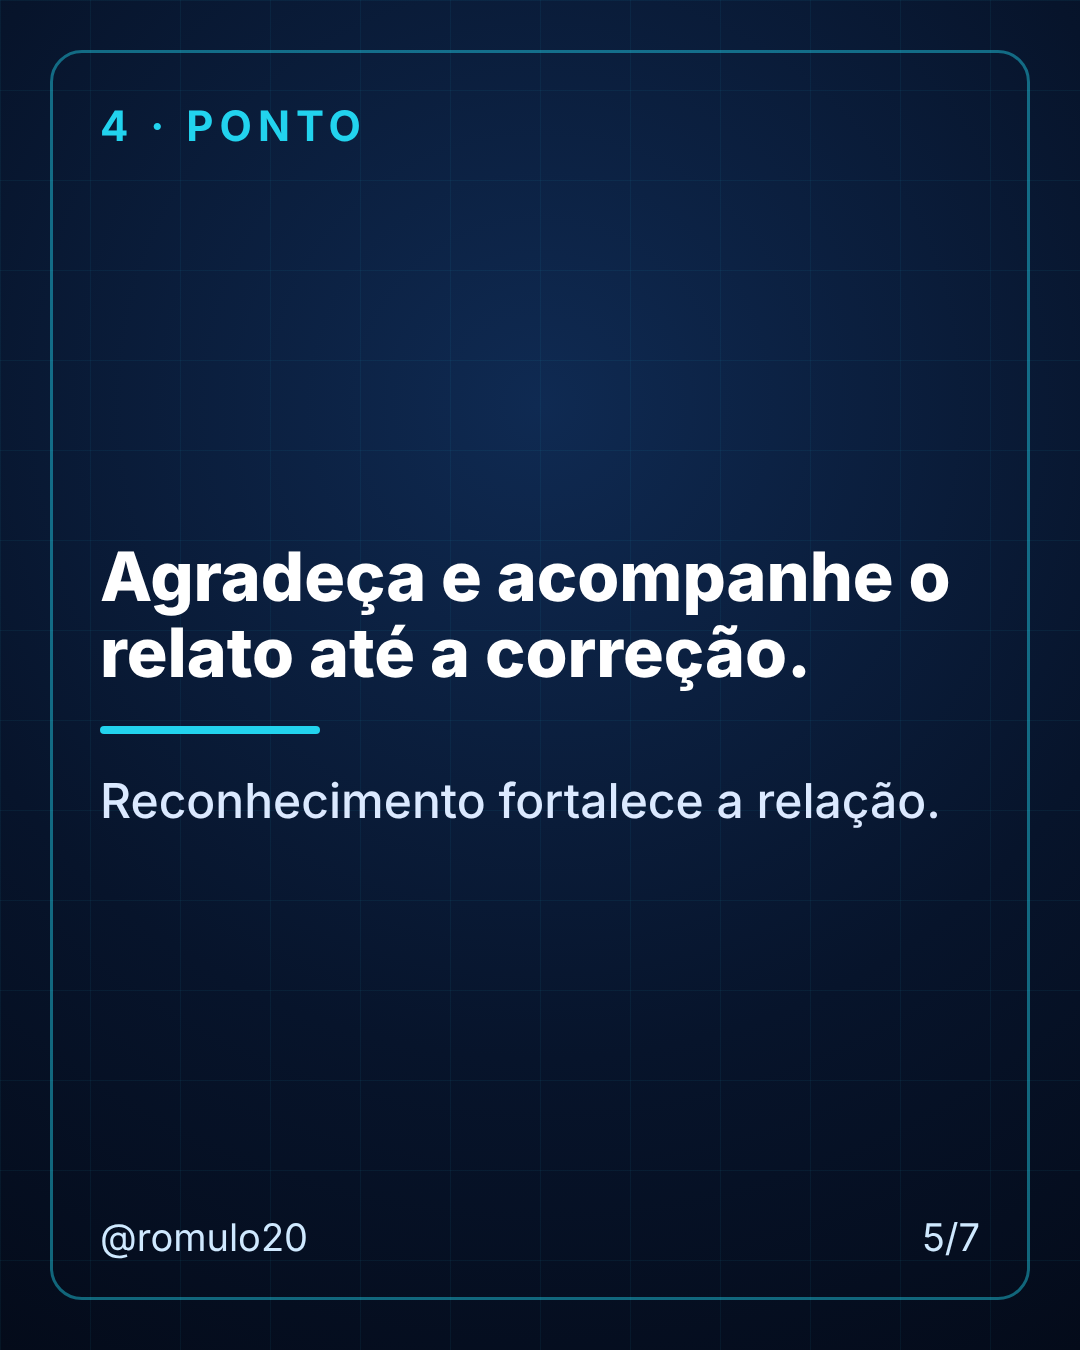 4 · PONTO
Agradeça e acompanhe o
relato até a correção.
Reconhecimento fortalece a relação.
@romulo20
5/7